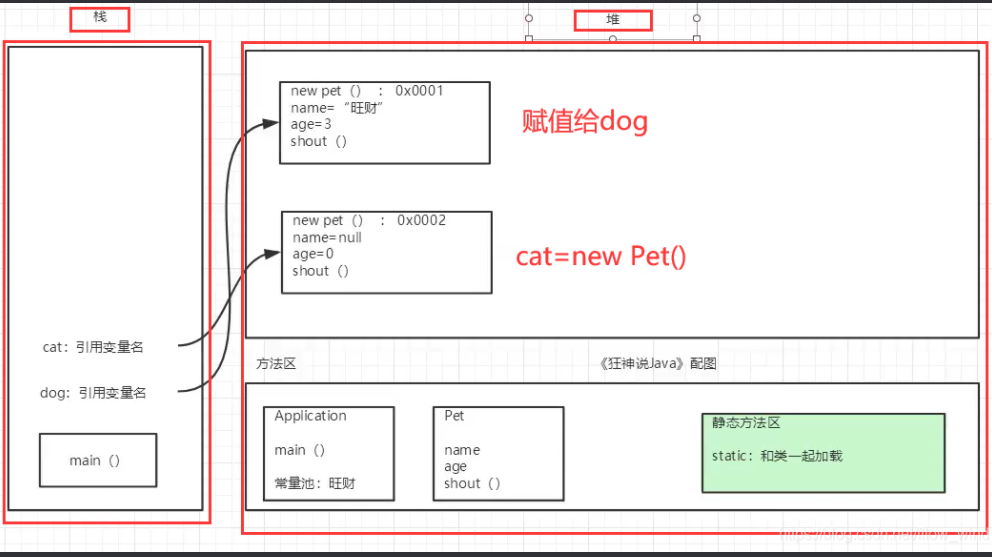 栈
堆
new pet（） ： 0x0001
name=“旺财”
age=3
shout（）
赋值给dog
new pet（） ： 0x0002
name=null
age=0
shout（）
cat=new Pet()
cat：引用变量名
dog：引用变量名
main（）
方法区
《狂神说Java》配图
Application
main（）
常量池：旺财
Pet
name
age
shout（）
静态方法区
static：和类一起加载